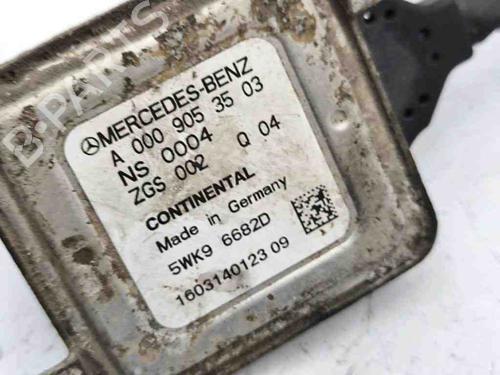 MERCEDES-BENZ
A 000 905 35 03
NS 0004
ZGS 002 Q 04
CONTINENTAL
Made in Germany
5WK9 6682D
1603140123 09